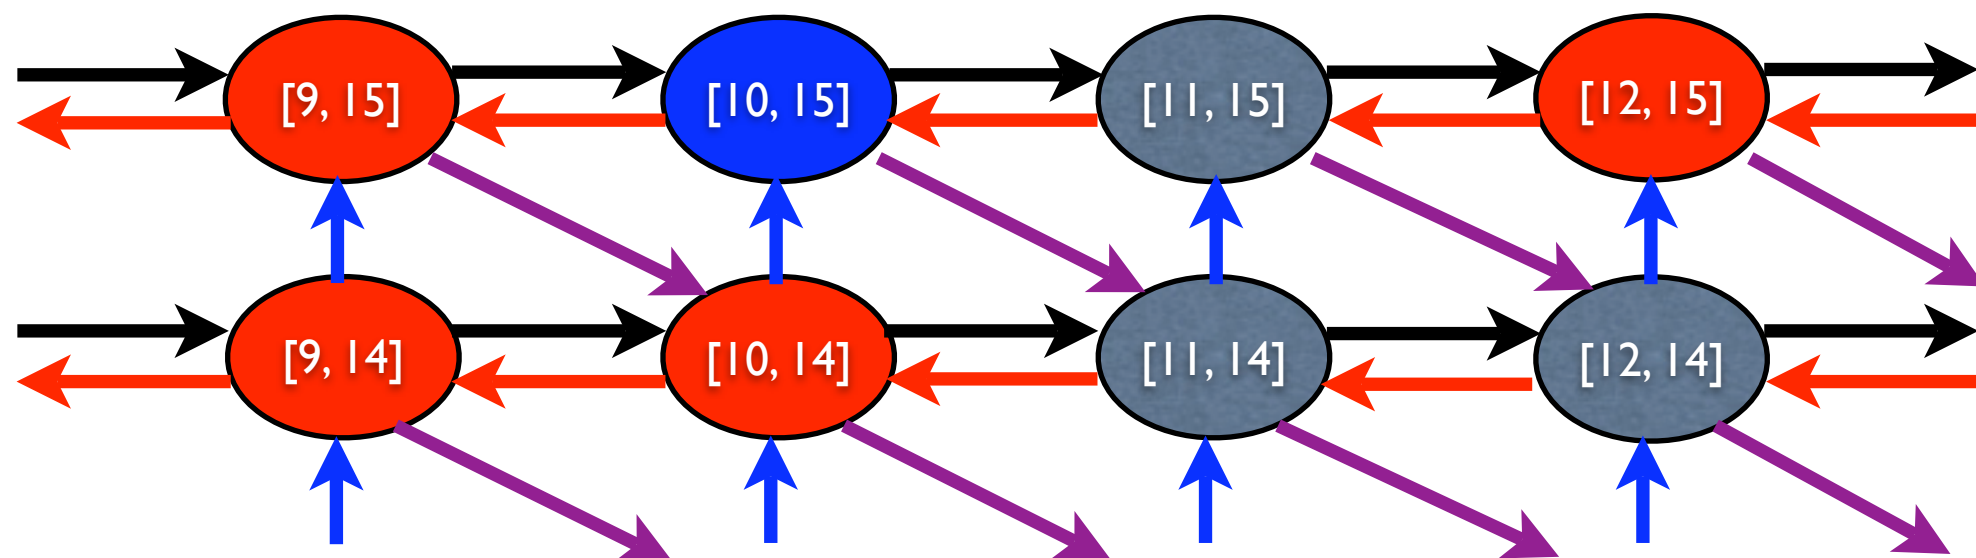 [9, 15] [10, 15] [11, 15] [12, 15]
[9, 14] [10, 14] [11, 14] [12, 14]